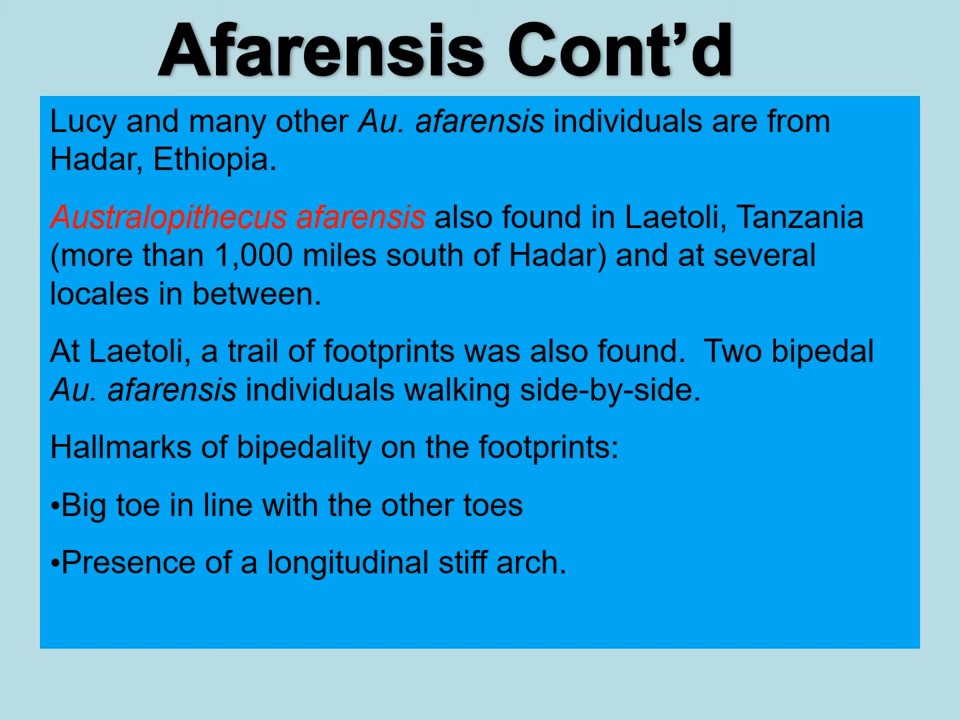 Afarensis Cont’d
Lucy and many other Au. afarensis individuals are from
Hadar, Ethiopia.
Australopithecus afarensis also found in Laetoli, Tanzania
(more than 1,000 miles south of Hadar) and at several
locales in between.
At Laetoli, a trail of footprints was also found.  Two bipedal
Au. afarensis individuals walking side-by-side.
Hallmarks of bipedality on the footprints:
•Big toe in line with the other toes
•Presence of a longitudinal stiff arch.